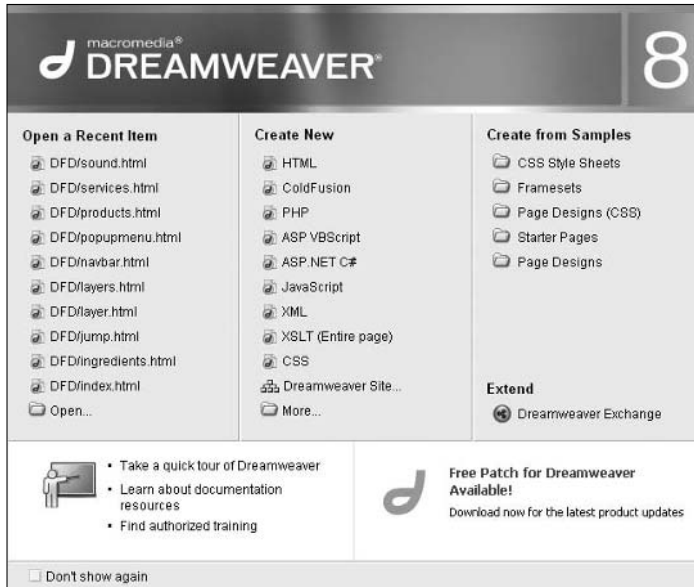 macromedia®
DREAMWEAVER®
8
Open a Recent Item
DFD/sound.html
DFD/services.html
DFD/products.html
DFD/popupmenu.html
DFD/navbar.html
DFD/layers.html
DFD/layer.html
DFD/jump.html
DFD/ingredients.html
DFD/index.html
Open...
Create New
HTML
ColdFusion
PHP
ASP VBScript
ASP.NET C#
JavaScript
XML
XSLT (Entire page)
CSS
Dreamweaver Site...
More...
Create from Samples
CSS Style Sheets
Framesets
Page Designs (CSS)
Starter Pages
Page Designs
Extend
Dreamweaver Exchange
• Take a quick tour of Dreamweaver
• Learn about documentation
resources
• Find authorized training
Free Patch for Dreamweaver
Available!
Download now for the latest product updates
Don't show again